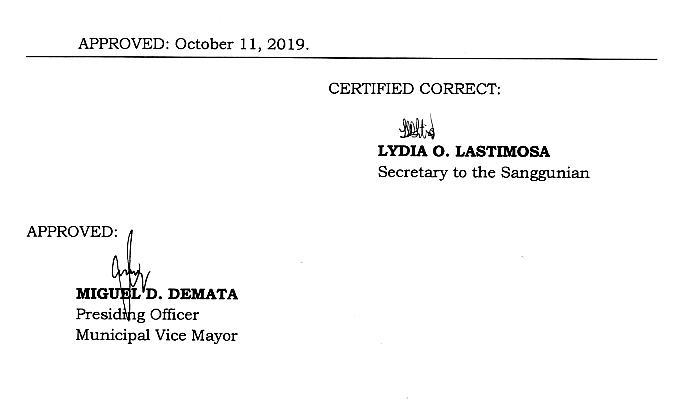 APPROVED: October 11, 2019.
CERTIFIED CORRECT:
LYDIA O. LASTIMOSA
Secretary to the Sanggunian
APPROVED:
MIGUEL D. DEMATA
Presiding Officer
Municipal Vice Mayor